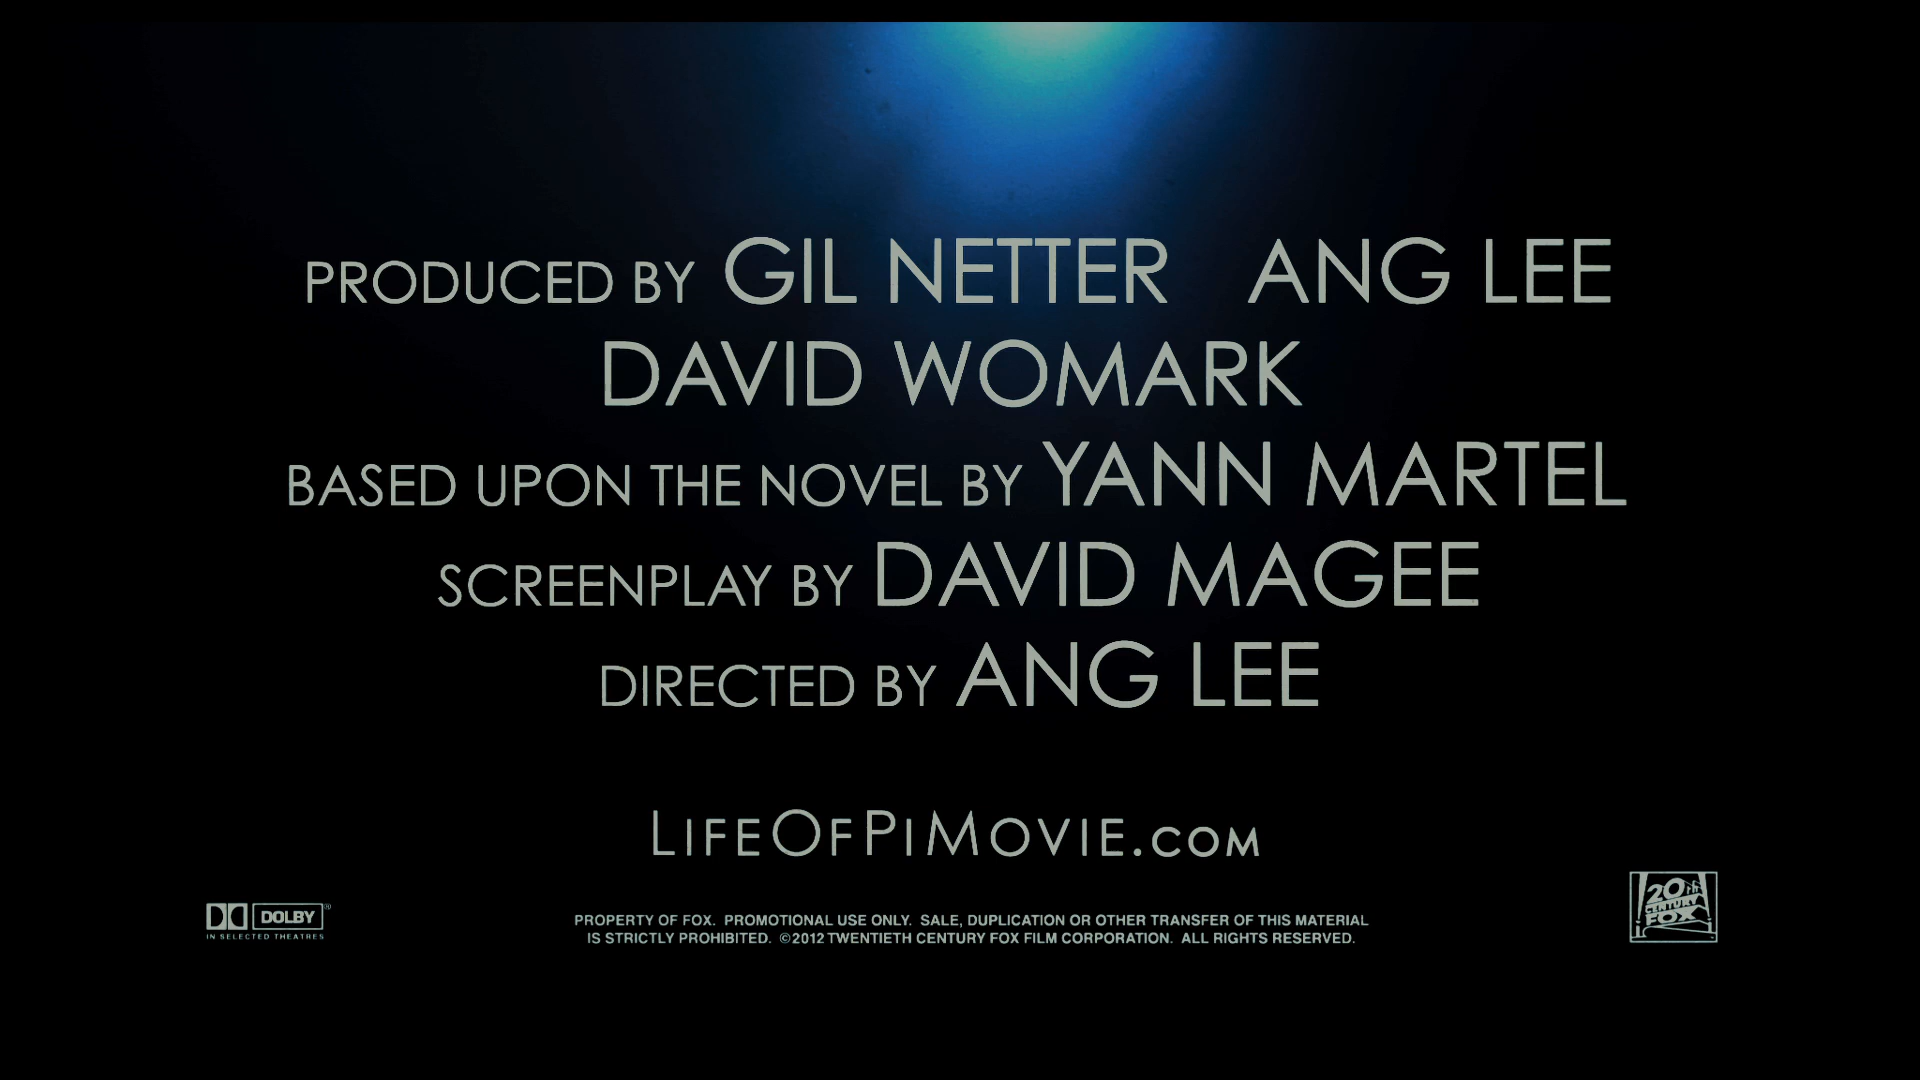 PRODUCED BY GIL NETTER ANG LEE
DAVID WOMARK
BASED UPON THE NOVEL BY YANN MARTEL
SCREENPLAY BY DAVID MAGEE
DIRECTED BY ANG LEE
LIFEOFPIMOVIE.COM
DOLBY®
IN SELECTED THEATRES
PROPERTY OF FOX. PROMOTIONAL USE ONLY. SALE, DUPLICATION OR OTHER TRANSFER OF THIS MATERIAL
IS STRICTLY PROHIBITED. ©2012 TWENTIETH CENTURY FOX FILM CORPORATION. ALL RIGHTS RESERVED.
20th
CENTURY
FOX